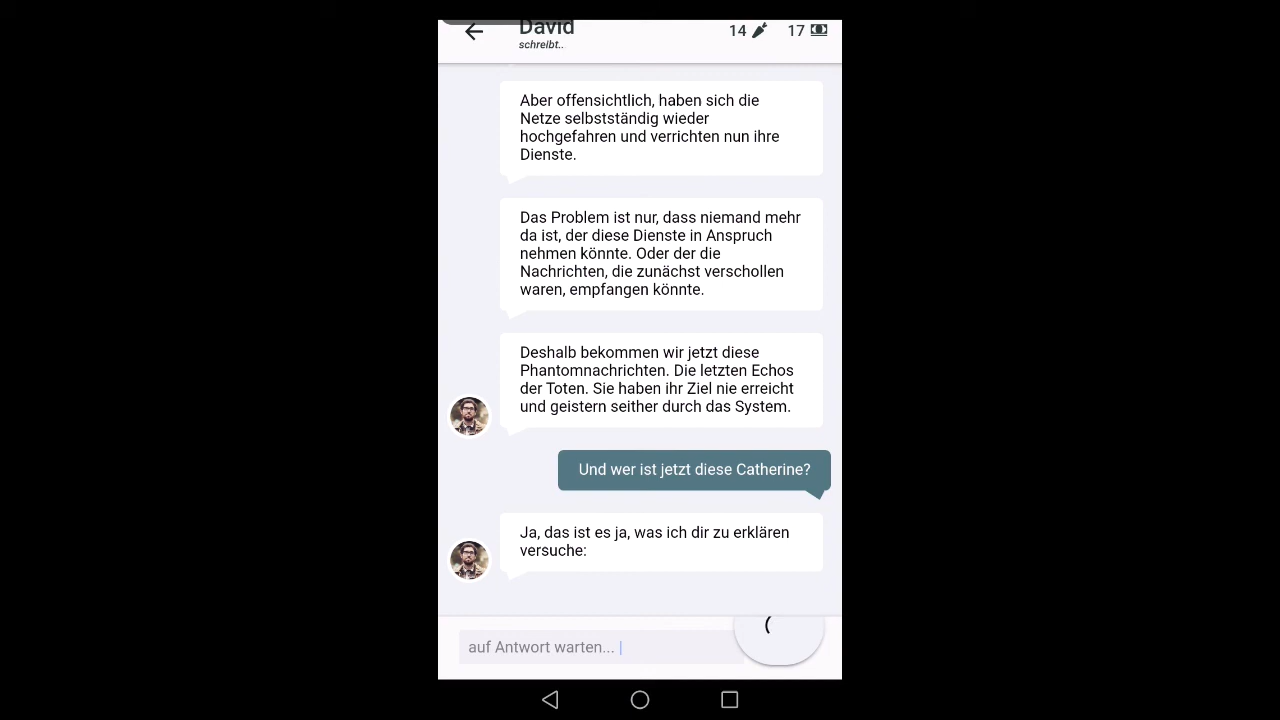 David
schreibt..
14
17
Aber offensichtlich, haben sich die
Netze selbstständig wieder
hochgefahren und verrichten nun ihre
Dienste.
Das Problem ist nur, dass niemand mehr
da ist, der diese Dienste in Anspruch
nehmen könnte. Oder der die
Nachrichten, die zunächst verschollen
waren, empfangen könnte.
Deshalb bekommen wir jetzt diese
Phantomnachrichten. Die letzten Echos
der Toten. Sie haben ihr Ziel nie erreicht
und geistern seither durch das System.
Und wer ist jetzt diese Catherine?
Ja, das ist es ja, was ich dir zu erklären
versuche:
auf Antwort warten...